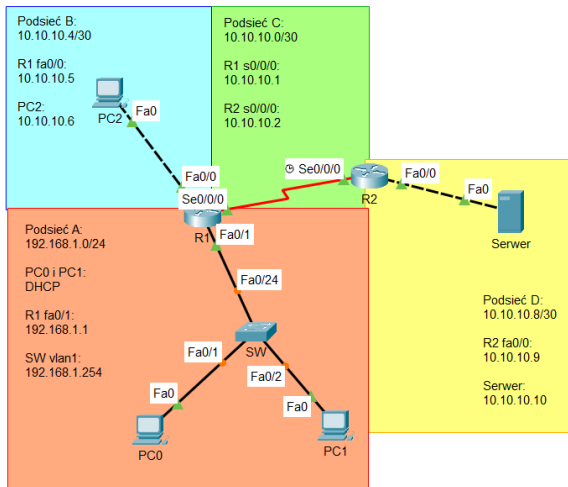 Podsieć B:
10.10.10.4/30
R1 fa0/0:
10.10.10.5
PC2:
10.10.10.6
PC2
Fa0
Fa0/0
Podsieć C:
10.10.10.0/30
R1 s0/0/0:
10.10.10.1
R2 s0/0/0:
10.10.10.2
Se0/0/0
Se0/0/0
R2
Fa0/0
Fa0
Serwer
R1
Fa0/1
Podsieć A:
192.168.1.0/24
PC0 i PC1:
DHCP
R1 fa0/1:
192.168.1.1
SW vlan1:
192.168.1.254
Fa0/24
SW
Fa0/1
Fa0/2
Fa0
Fa0
PC0
PC1
Podsieć D:
10.10.10.8/30
R2 fa0/0:
10.10.10.9
Serwer:
10.10.10.10